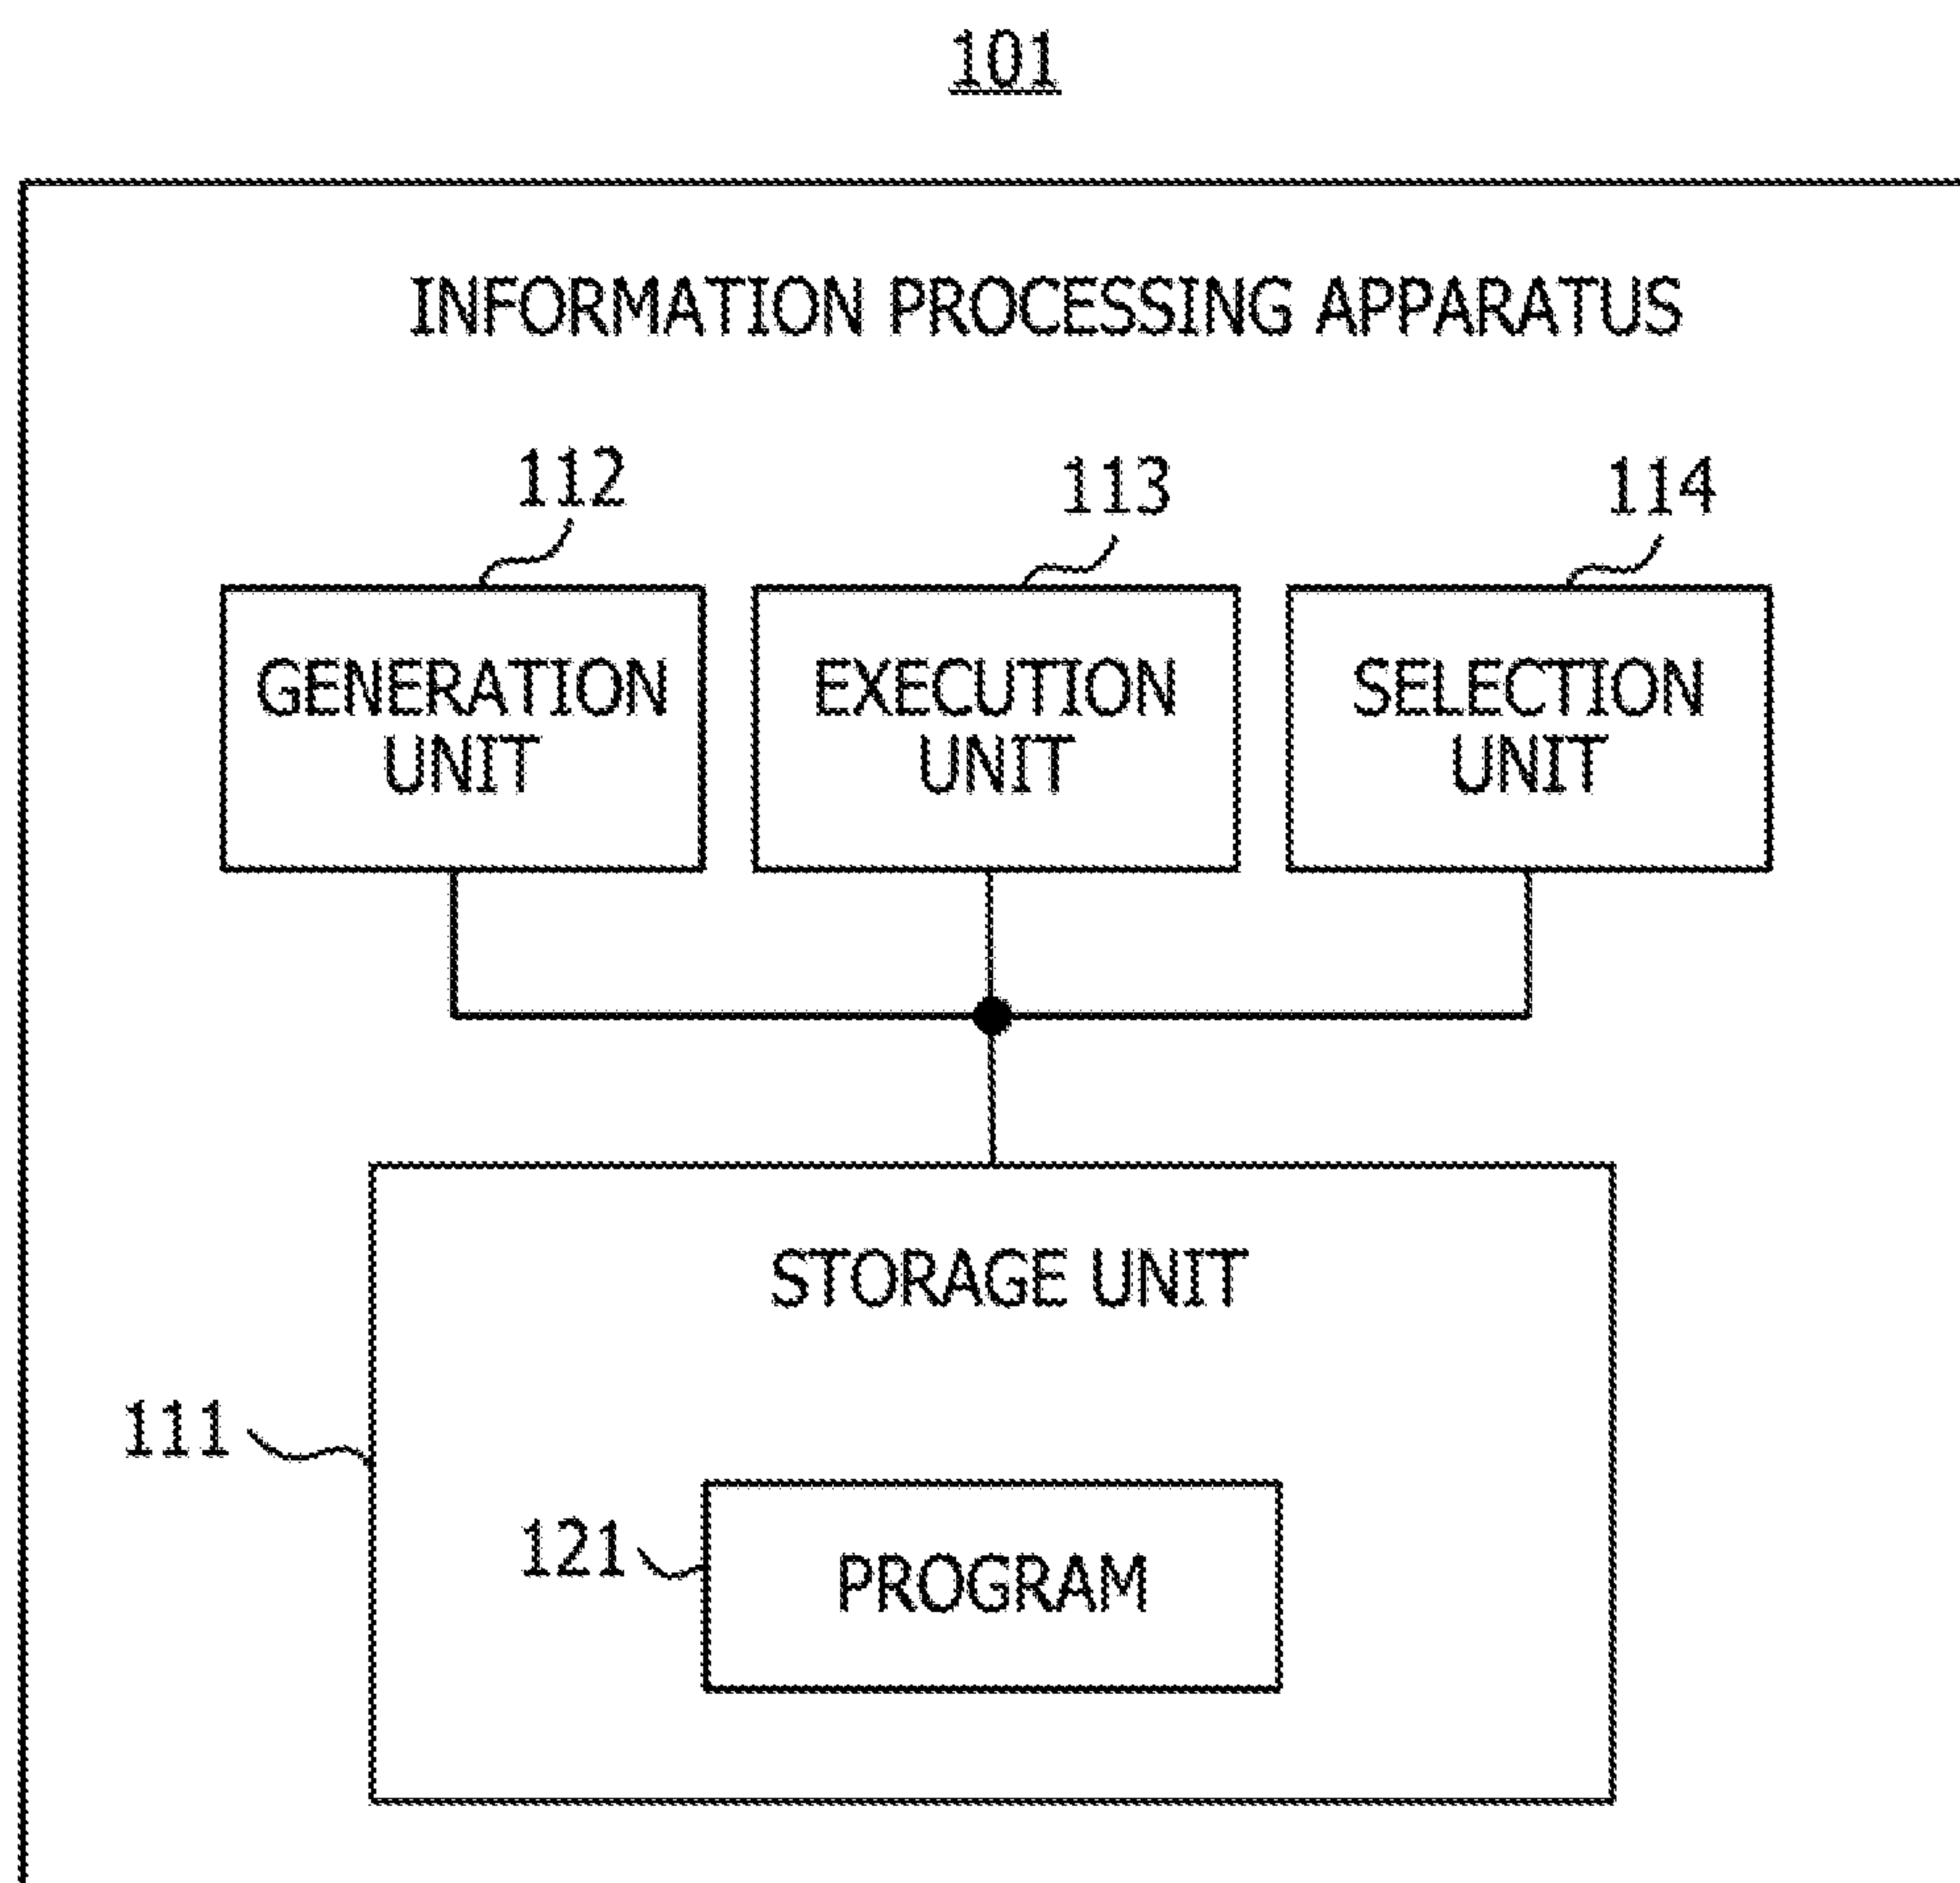 101
INFORMATION PROCESSING APPARATUS
112
113
114
GENERATION
UNIT
EXECUTION
UNIT
SELECTION
UNIT
STORAGE UNIT
111
121
PROGRAM